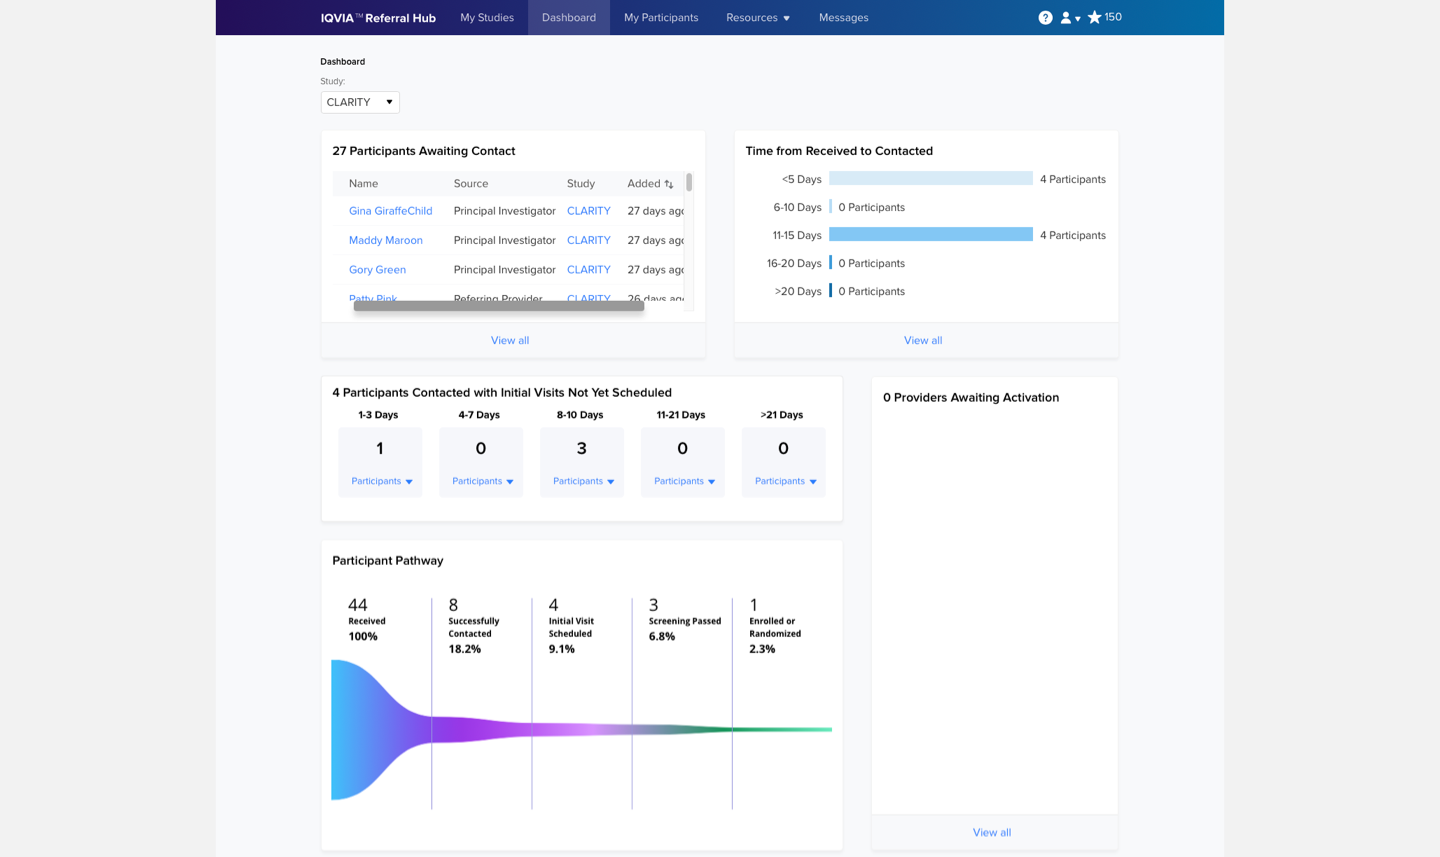 IQVIA™ Referral Hub
My Studies
Dashboard
My Participants
Resources
Messages
?
150
Dashboard
Study:
CLARITY
27 Participants Awaiting Contact
Name Source Study Added
Gina GiraffeChild Principal Investigator CLARITY 27 days ago
Maddy Maroon Principal Investigator CLARITY 27 days ago
Gory Green Principal Investigator CLARITY 27 days ago
Patty Pink Referring Provider CLARITY 26 days ago
View all
Time from Received to Contacted
<5 Days 4 Participants
6-10 Days 0 Participants
11-15 Days 4 Participants
16-20 Days 0 Participants
>20 Days 0 Participants
View all
4 Participants Contacted with Initial Visits Not Yet Scheduled
1-3 Days 4-7 Days 8-10 Days 11-21 Days >21 Days
1 0 3 0 0
Participants Participants Participants Participants Participants
0 Providers Awaiting Activation
View all
Participant Pathway
44
Received
100%
8
Successfully
Contacted
18.2%
4
Initial Visit
Scheduled
9.1%
3
Screening Passed
6.8%
1
Enrolled or
Randomized
2.3%